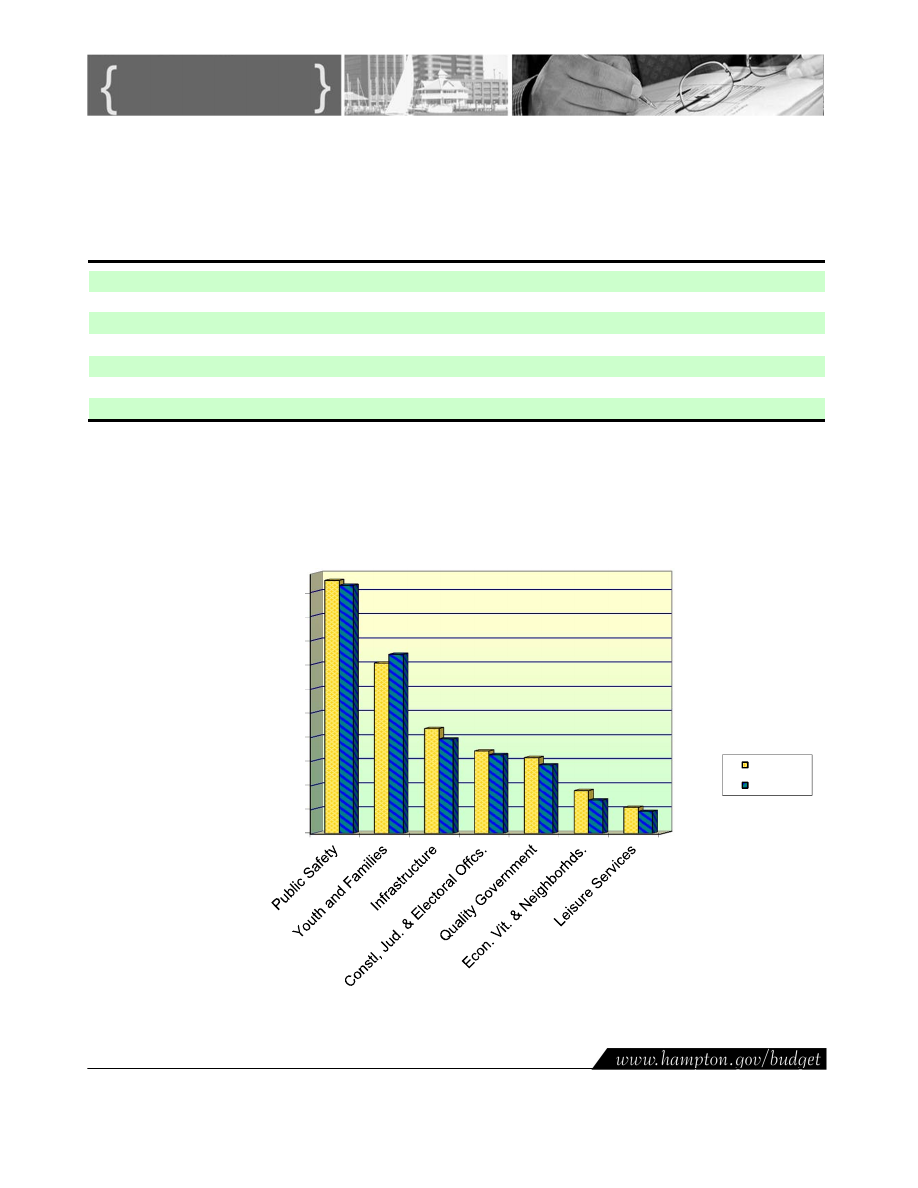 { }
Public Safety
Youth and Families
Infrastructure
Constl, Jud. & Electoral Offcs.
Quality Government
Econ. Vit. & Neighborhds.
Leisure Services
www.hampton.gov/budget